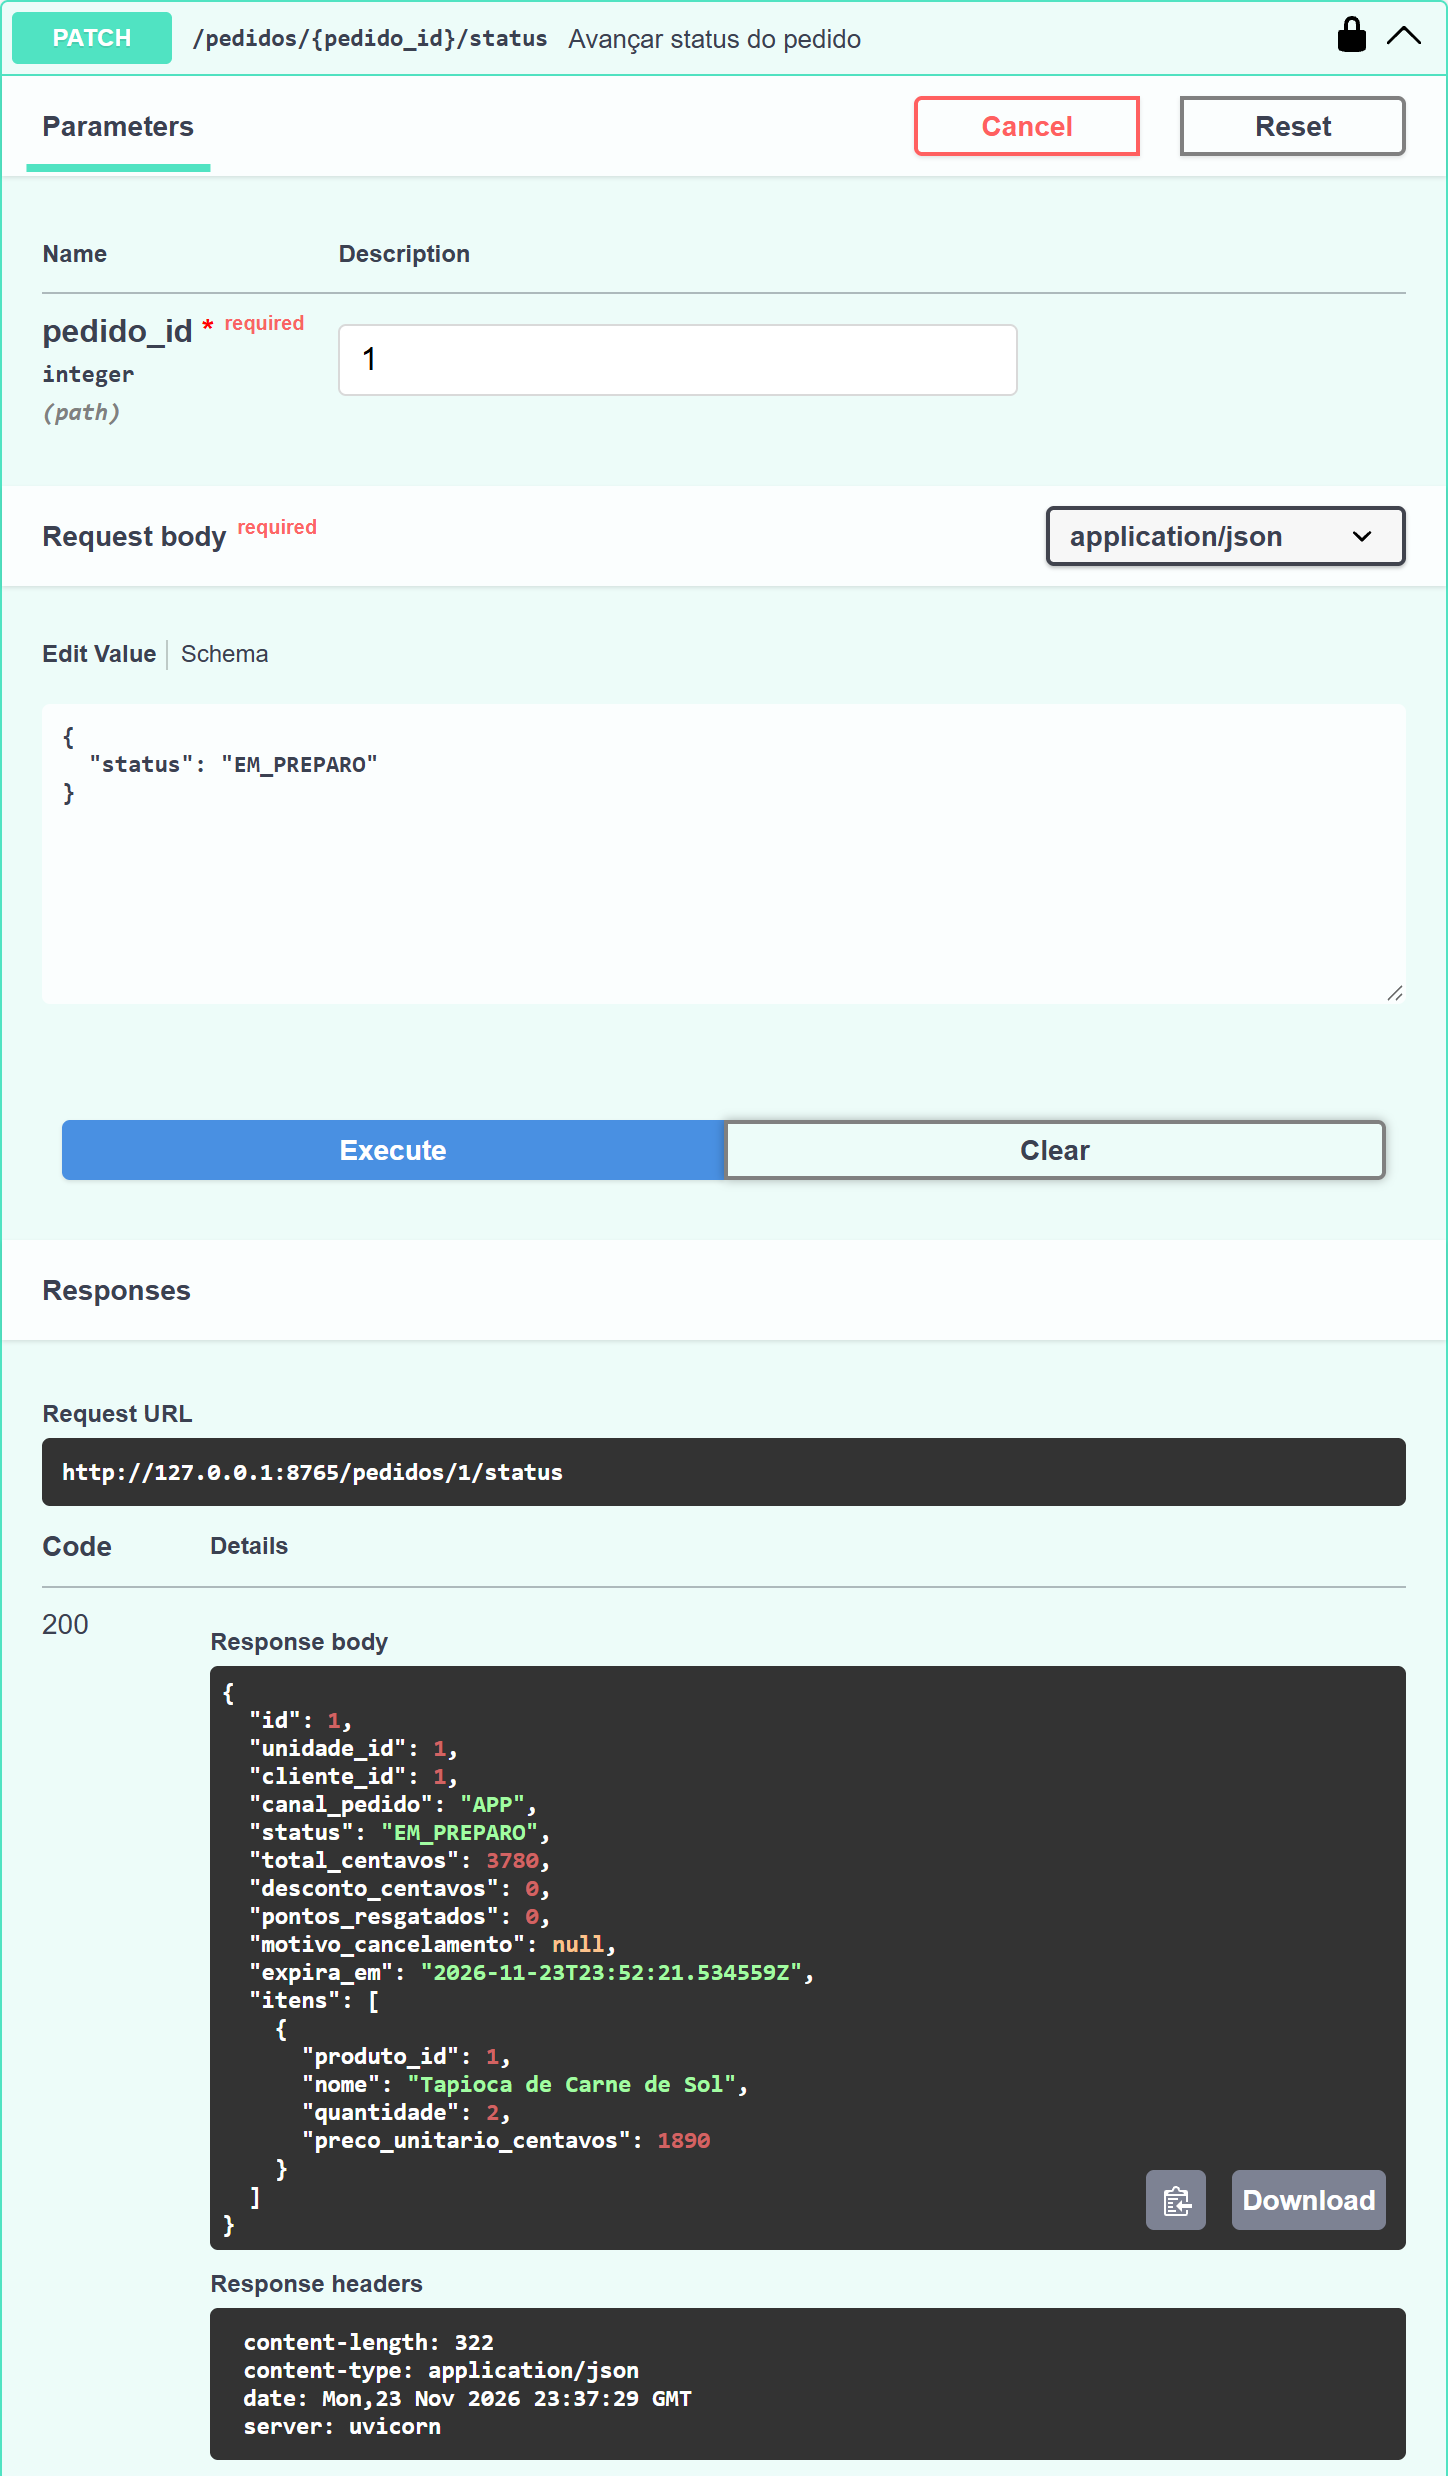 PATCH /pedidos/{pedido_id}/status Avançar status do pedido
Parameters Cancel Reset
Name Description
pedido_id * required
integer
(path)
1
Request body required application/json
Edit Value Schema
{
  "status": "EM_PREPARO"
}
Execute Clear
Responses
Request URL
http://127.0.0.1:8765/pedidos/1/status
Code Details
200
Response body
{
  "id": 1,
  "unidade_id": 1,
  "cliente_id": 1,
  "canal_pedido": "APP",
  "status": "EM_PREPARO",
  "total_centavos": 3780,
  "desconto_centavos": 0,
  "pontos_resgatados": 0,
  "motivo_cancelamento": null,
  "expira_em": "2026-11-23T23:52:21.534559Z",
  "itens": [
    {
      "produto_id": 1,
      "nome": "Tapioca de Carne de Sol",
      "quantidade": 2,
      "preco_unitario_centavos": 1890
    }
  ]
}
Download
Response headers
content-length: 322
content-type: application/json
date: Mon,23 Nov 2026 23:37:29 GMT
server: uvicorn